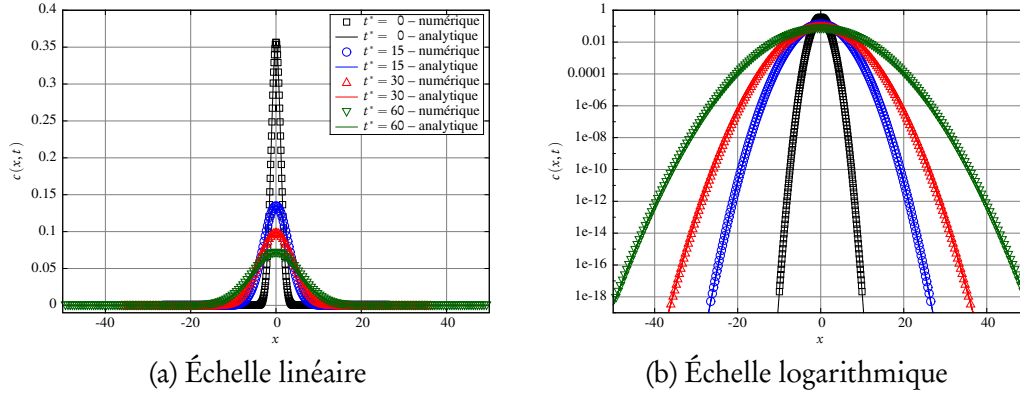 0.4
0.35
0.3
0.25
0.2
0.15
0.1
0.05
0
c (x, t)
-40
-20
0
20
40
x
t* = 0 – numérique
t* = 0 – analytique
t* = 15 – numérique
t* = 15 – analytique
t* = 30 – numérique
t* = 30 – analytique
t* = 60 – numérique
t* = 60 – analytique
(a) Échelle linéaire
1
0.01
0.0001
1e-06
1e-08
1e-10
1e-12
1e-14
1e-16
1e-18
c (x, t)
-40
-20
0
20
40
x
(b) Échelle logarithmique